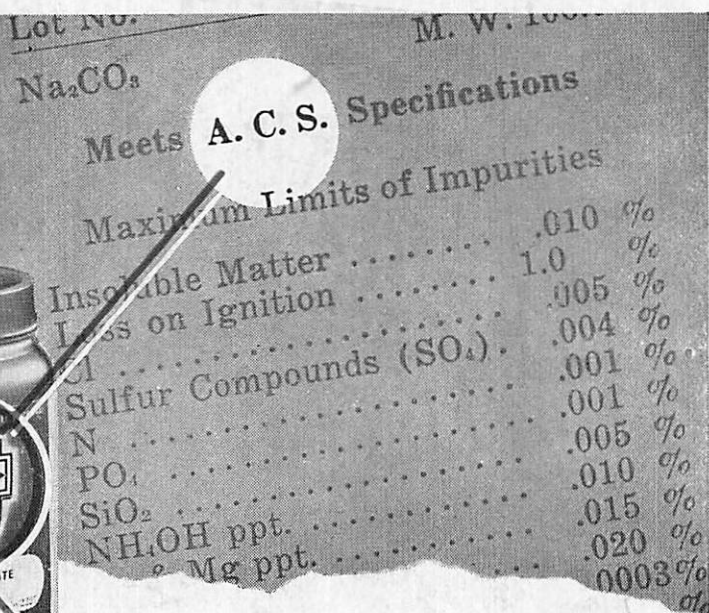 Lot No.
M. W.
Na₂CO₃
Meets A. C. S. Specifications
Maximum Limits of Impurities
Insoluble Matter ........ .010 %
Loss on Ignition ........ 1.0 %
Cl .................... .005 %
Sulfur Compounds (SO₄). .004 %
N .................... .001 %
PO₄ .................. .001 %
SiO₂ ................. .005 %
NH₄OH ppt. ........... .010 %
& Mg ppt. .......... .015 %
.020 %
.0003 %
%